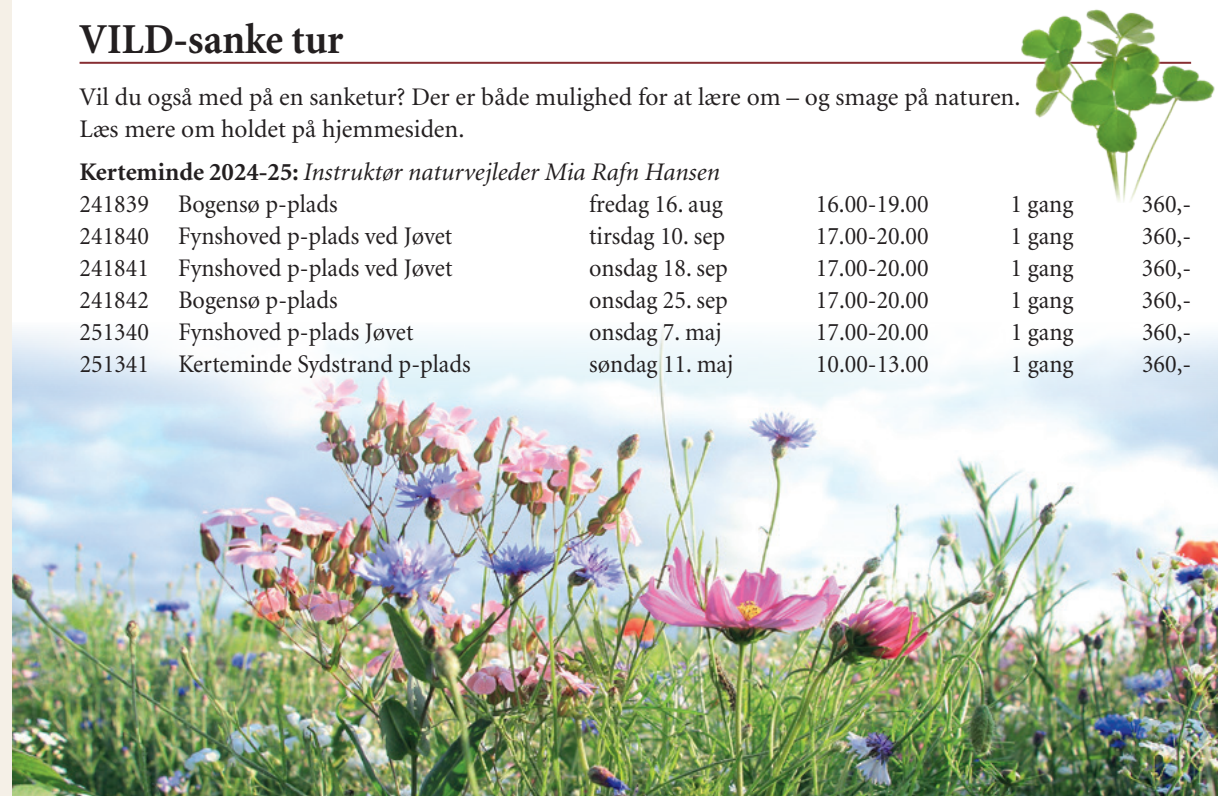 VILD-sanke tur
Vil du også med på en sanketur? Der er både mulighed for at lære om – og smage på naturen.
Læs mere om holdet på hjemmesiden.
Kerteminde 2024-25: Instruktør naturvejleder Mia Rafn Hansen
241839 Bogensø p-plads fredag 16. aug 16.00-19.00 1 gang 360,-
241840 Fynshoved p-plads ved Jøvet tirsdag 10. sep 17.00-20.00 1 gang 360,-
241841 Fynshoved p-plads ved Jøvet onsdag 18. sep 17.00-20.00 1 gang 360,-
241842 Bogensø p-plads onsdag 25. sep 17.00-20.00 1 gang 360,-
251340 Fynshoved p-plads Jøvet onsdag 7. maj 17.00-20.00 1 gang 360,-
251341 Kerteminde Sydstrand p-plads søndag 11. maj 10.00-13.00 1 gang 360,-